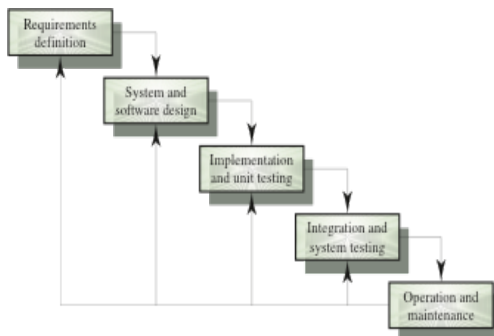 Requirements
definition
System and
software design
Implementation
and unit testing
Integration and
system testing
Operation and
maintenance